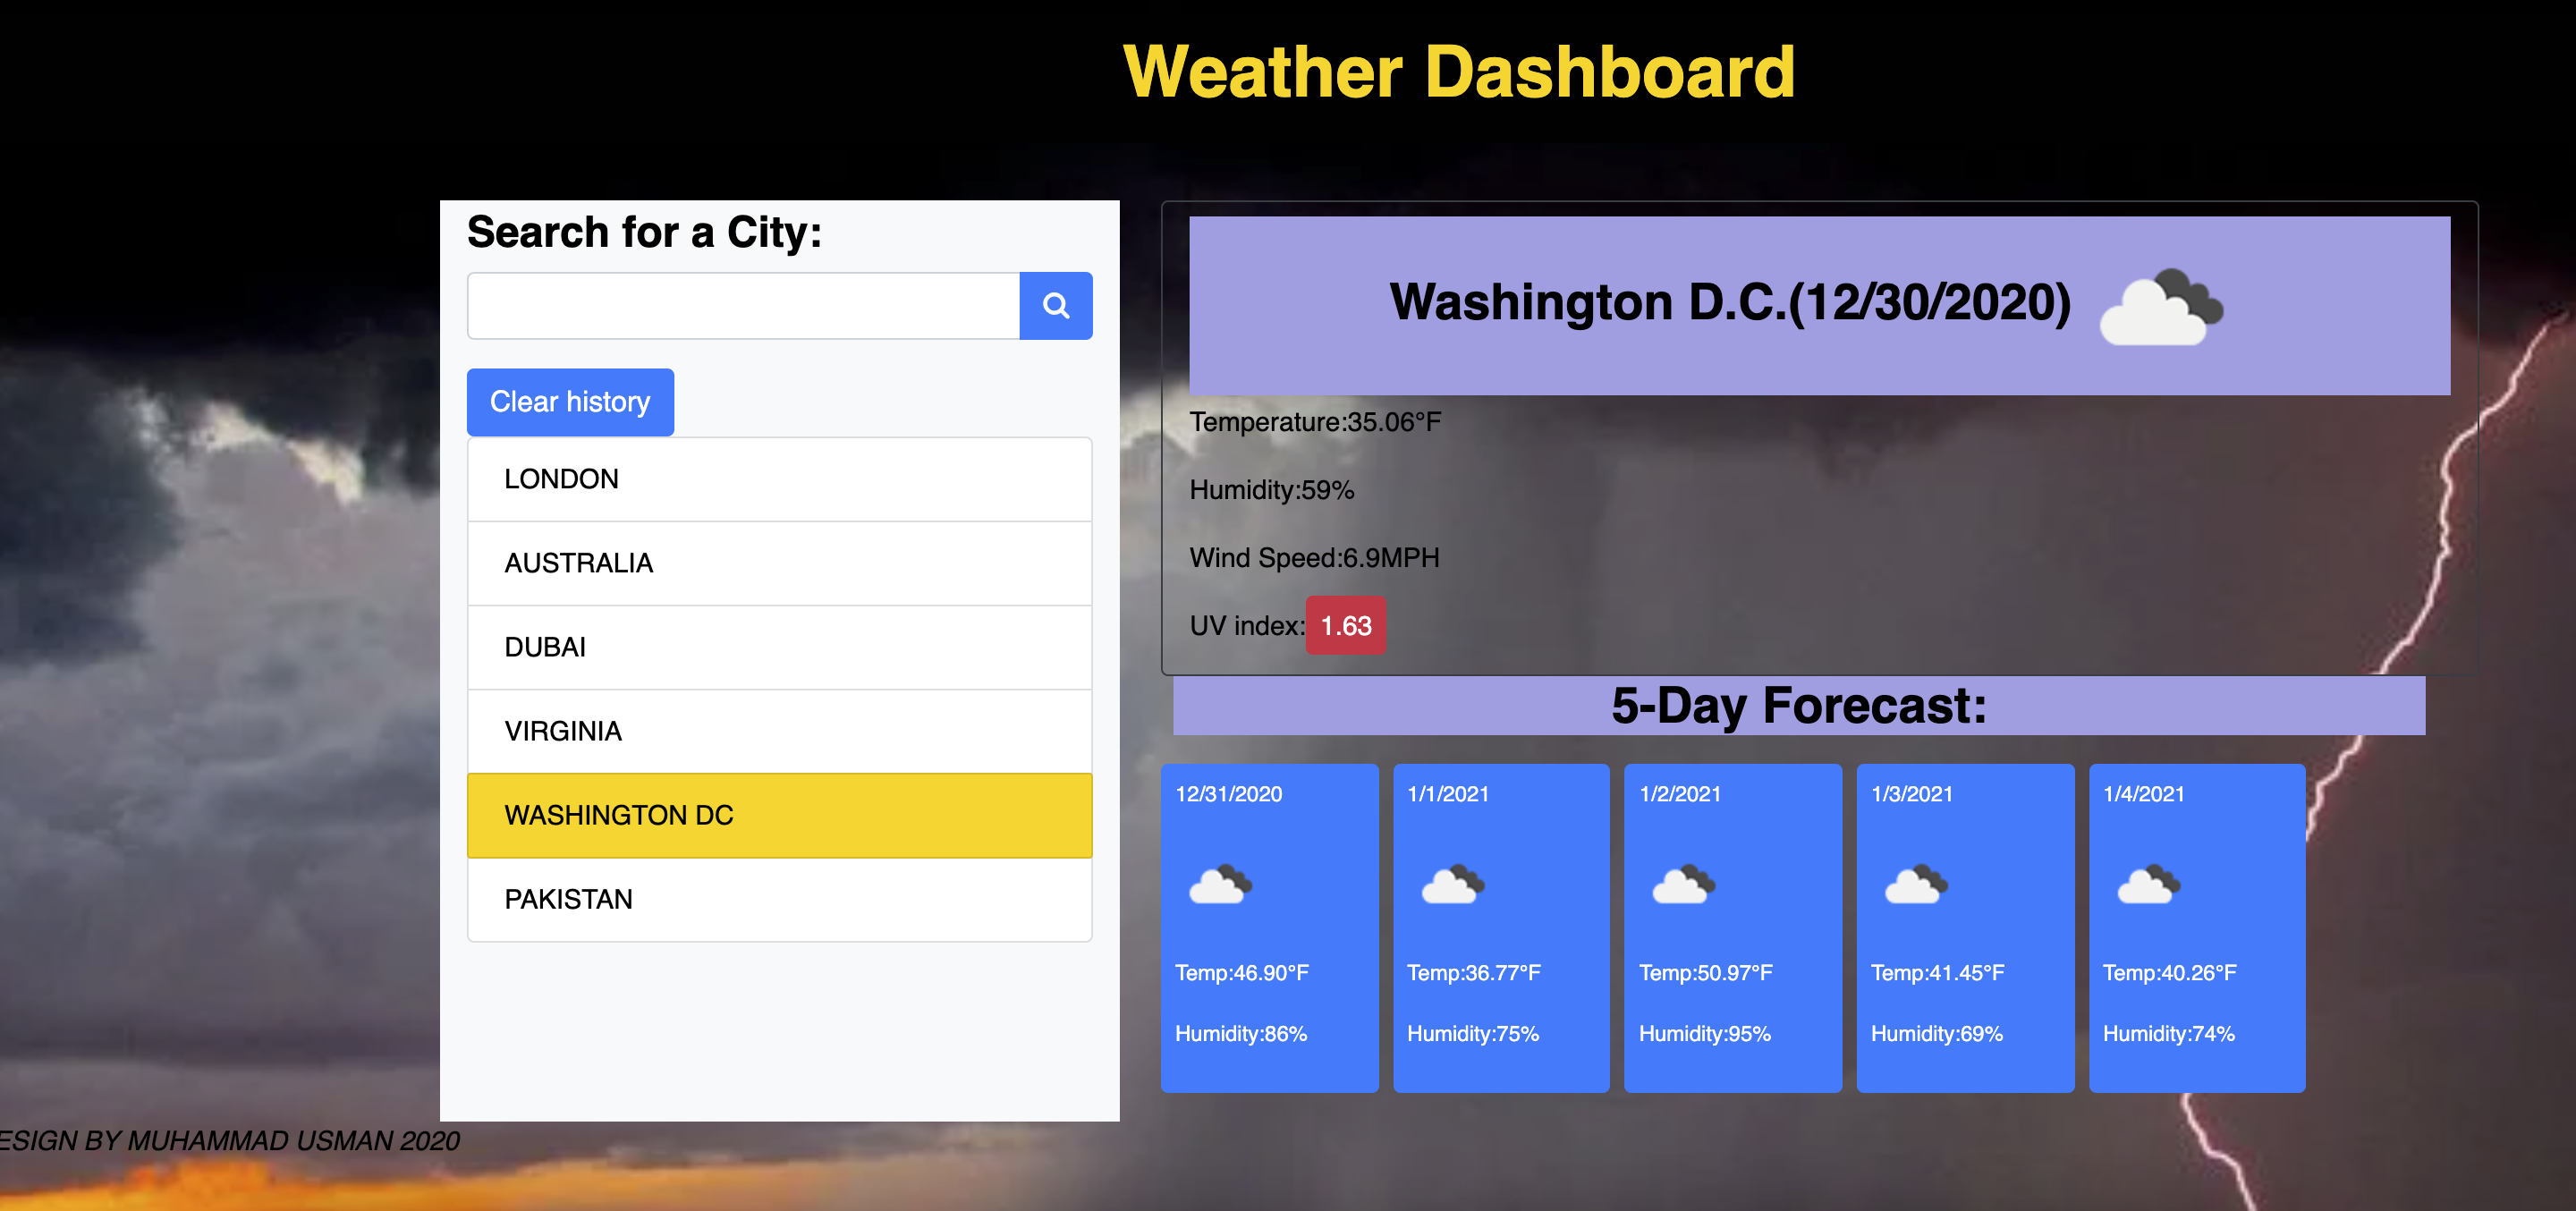 Weather Dashboard
Search for a City:
Clear history
LONDON
AUSTRALIA
DUBAI
VIRGINIA
WASHINGTON DC
PAKISTAN
Washington D.C.(12/30/2020)
Temperature:35.06°F
Humidity:59%
Wind Speed:6.9MPH
UV index:1.63
5-Day Forecast:
12/31/2020
Temp:46.90°F
Humidity:86%
1/1/2021
Temp:36.77°F
Humidity:75%
1/2/2021
Temp:50.97°F
Humidity:95%
1/3/2021
Temp:41.45°F
Humidity:69%
1/4/2021
Temp:40.26°F
Humidity:74%
ESIGN BY MUHAMMAD USMAN 2020